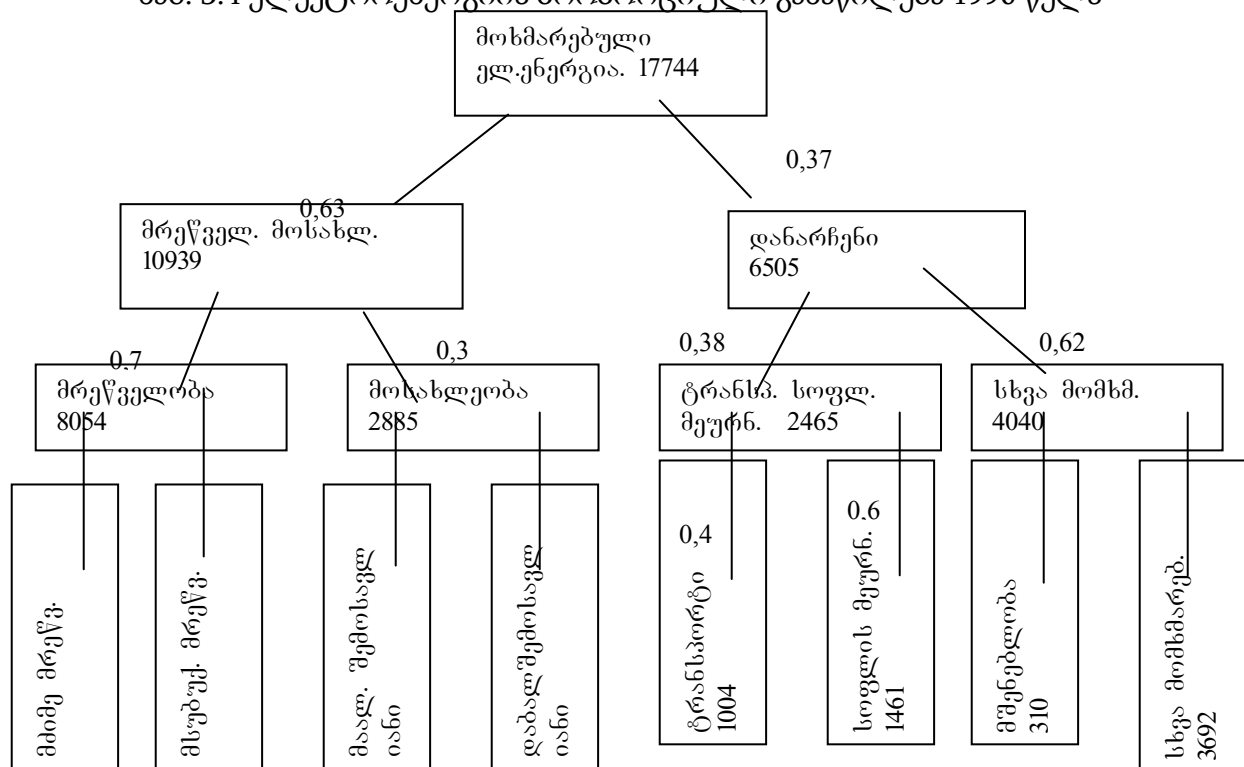 მოხმარებული
ელ.ენერგია. 17744
0,37
0,63
მრეწველ. მოსახლ.
10939
დანარჩენი
6505
0,7
0,3
0,38
0,62
მრეწველობა
8054
მოსახლეობა
2885
ტრანსპ. სოფლ.
მეურნ. 2465
სხვა მომხმ.
4040
0,4
0.6
მძიმე მრეწვ.
მსუბუქ. მრეწვ.
მაალ. შემოსავლ
იანი
დაბალშემოსავლ
იანი
ტრანსპორტი
1004
სოფლის მეურნ.
1461
მშენებლობა
310
სხვა მომხმარებ.
3692